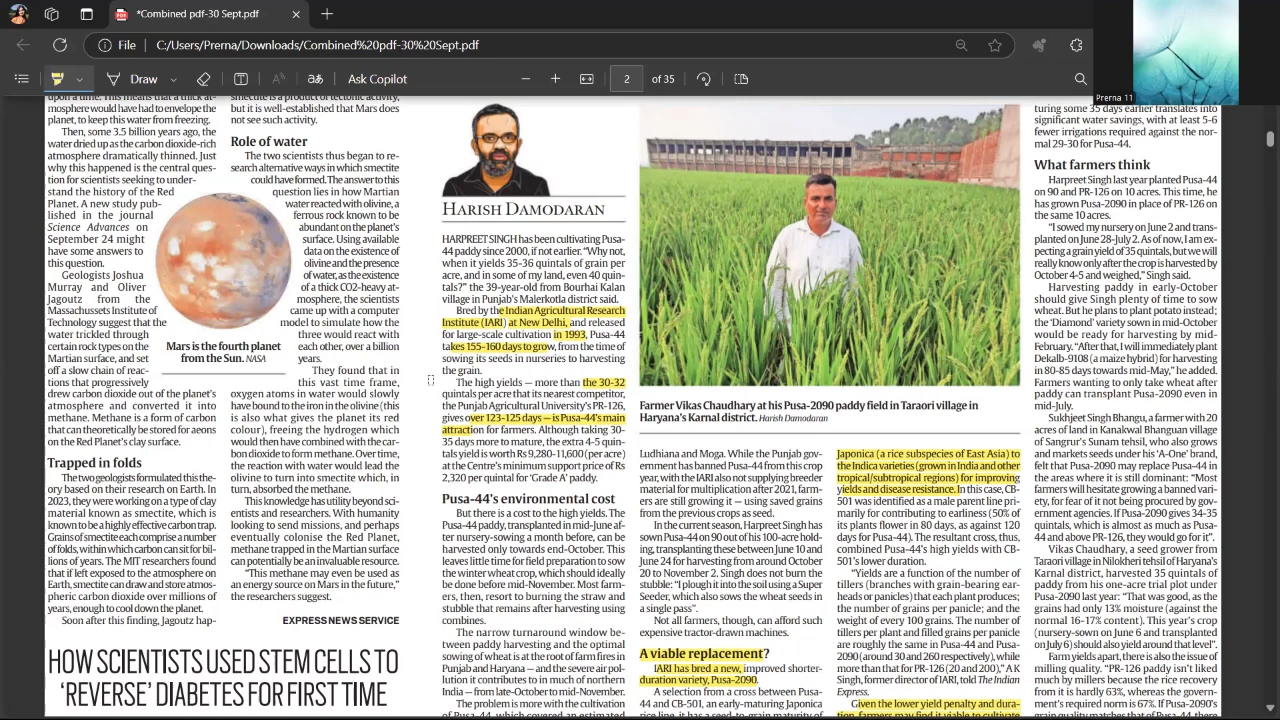 *Combined pdf-30 Sept.pdf
File
C:/Users/Prerna/Downloads/Combined%20pdf-30%20Sept.pdf
Draw
Ask Copilot
2
of 35
Prerna 11
upon a time. This means that a thick at-
mosphere would have had to envelope the
planet, to keep this water from freezing.
Then, some 3.5 billion years ago, the
water dried up as the carbon dioxide-rich
atmosphere dramatically thinned. Just
why this happened is the central ques-
tion for scientists seeking to under-
stand the history of the Red
Planet. A new study pub-
lished in the journal
Science Advances on
September 24 might
have some answers to
this question.
Geologists Joshua
Murray and Oliver
Jagoutz from the
Massachussets Institute of
Technology suggest that the
water trickled through
certain rock types on the
Martian surface, and set
off a slow chain of reac-
tions that progressively
drew carbon dioxide out of the planet's
atmosphere and converted it into
methane. Methane is a form of carbon
that can theoretically be stored for aeons
on the Red Planet's clay surface.
Trapped in folds
The two geologists formulated this the-
ory based on their research on Earth. In
2023, they were working on a type of clay
material known as smectite, which is
known to be a highly effective carbon trap.
Grains of smectite each comprise a number
of folds, within which carbon can sit for bil-
lions of years. The MIT researchers found
that if left exposed to the atmosphere on
Earth, smectite can draw and store atmos-
pheric carbon dioxide over millions of
years, enough to cool down the planet.
Soon after this finding, Jagoutz hap-
smectite is a product of tectonic activity,
but it is well-established that Mars does
not see such activity.
Role of water
The two scientists thus began to re-
search alternative ways in which smectite
could have formed. The answer to this
question lies in how Martian
water reacted with olivine, a
ferrous rock known to be
abundant on the planet's
surface. Using available
data on the existence of
olivine and the presence
of water, as the existence
of a thick CO2-heavy at-
mosphere, the scientists
came up with a computer
model to simulate how the
three would react with
each other, over a billion
years.
They found that in
this vast time frame,
oxygen atoms in water would slowly
have bound to the iron in the olivine (this
is also what gives the planet its red
colour), freeing the hydrogen which
would then have combined with the car-
bon dioxide to form methane. Over time,
the reaction with water would lead the
olivine to turn into smectite which, in
turn, absorbed the methane.
This knowledge has utility beyond sci-
entists and researchers. With humanity
looking to send missions, and perhaps
eventually colonise the Red Planet,
methane trapped in the Martian surface
can potentially be an invaluable resource.
"This methane may even be used as
an energy source on Mars in the future,"
the researchers suggest.
EXPRESS NEWS SERVICE
Mars is the fourth planet
from the Sun. NASA
HOW SCIENTISTS USED STEM CELLS TO
'REVERSE' DIABETES FOR FIRST TIME
HARISH DAMODARAN
HARPREET SINGH has been cultivating Pusa-
44 paddy since 2000, if not earlier. "Why not,
when it yields 35-36 quintals of grain per
acre, and in some of my land, even 40 quin-
tals?" the 39-year-old from Bourhai Kalan
village in Punjab's Malerkotla district said.
Bred by the Indian Agricultural Research
Institute (IARI) at New Delhi, and released
for large-scale cultivation in 1993, Pusa-44
takes 155-160 days to grow, from the time of
sowing its seeds in nurseries to harvesting
the grain.
The high yields — more than the 30-32
quintals per acre that its nearest competitor,
the Punjab Agricultural University's PR-126,
gives over 123-125 days — is Pusa-44's main
attraction for farmers. Although taking 30-
35 days more to mature, the extra 4-5 quin-
tals yield is worth Rs 9,280-11,600 (per acre)
at the Centre's minimum support price of Rs
2,320 per quintal for 'Grade A' paddy.
Pusa-44's environmental cost
But there is a cost to the high yields. The
Pusa-44 paddy, transplanted in mid-June af-
ter nursery-sowing a month before, can be
harvested only towards end-October. This
leaves little time for field preparation to sow
the winter wheat crop, which should ideally
be done before mid-November. Most farm-
ers, then, resort to burning the straw and
stubble that remains after harvesting using
combines.
The narrow turnaround window be-
tween paddy harvesting and the optimal
sowing of wheat is at the root of farm fires in
Punjab and Haryana — and the severe air pol-
lution it contributes to in much of northern
India — from late-October to mid-November.
The problem is more with the cultivation
of Pusa-44, which covered an estimated
Farmer Vikas Chaudhary at his Pusa-2090 paddy field in Taraori village in
Haryana's Karnal district. Harish Damodaran
Ludhiana and Moga. While the Punjab gov-
ernment has banned Pusa-44 from this crop
year, with the IARI also not supplying breeder
material for multiplication after 2021, farm-
ers are still growing it — using saved grains
from the previous crops as seed.
In the current season, Harpreet Singh has
sown Pusa-44 on 90 out of his 100-acre hold-
ing, transplanting these between June 10 and
June 24 for harvesting from around October
20 to November 2. Singh does not burn the
stubble: "I plough it into the soil using a Super
Seeder, which also sows the wheat seeds in
a single pass".
Not all farmers, though, can afford such
expensive tractor-drawn machines.
A viable replacement?
IARI has bred a new, improved shorter-
duration variety, Pusa-2090.
A selection from a cross between Pusa-
44 and CB-501, an early-maturing Japonica
rice line, it has a seed-to-grain maturity of
Japonica (a rice subspecies of East Asia) to
the Indica varieties (grown in India and other
tropical/subtropical regions) for improving
yields and disease resistance. In this case, CB-
501 was identified as a male parent line pri-
marily for contributing to earliness (50% of
its plants flower in 80 days, as against 120
days for Pusa-44). The resultant cross, thus,
combined Pusa-44's high yields with CB-
501's lower duration.
"Yields are a function of the number of
tillers (branches with grain-bearing ear-
heads or panicles) that each plant produces;
the number of grains per panicle; and the
weight of every 100 grains. The number of
tillers per plant and filled grains per panicle
are roughly the same in Pusa-44 and Pusa-
2090 (around 30 and 260 respectively), while
more than that for PR-126 (20 and 200)," A K
Singh, former director of IARI, told The Indian
Express.
Given the lower yield penalty and dura-
tion, farmers may find it viable to cultivate
turing some 35 days earlier translates into
significant water savings, with at least 5-6
fewer irrigations required against the nor-
mal 29-30 for Pusa-44.
What farmers think
Harpreet Singh last year planted Pusa-44
on 90 and PR-126 on 10 acres. This time, he
has grown Pusa-2090 in place of PR-126 on
the same 10 acres.
"I sowed my nursery on June 2 and trans-
planted on June 28-July 2. As of now, I am ex-
pecting a grain yield of 35 quintals, but we will
really know only after the crop is harvested by
October 4-5 and weighed," Singh said.
Harvesting paddy in early-October
should give Singh plenty of time to sow
wheat. But he plans to plant potato instead;
the 'Diamond' variety sown in mid-October
would be ready for harvesting by mid-
February. "After that, I will immediately plant
Dekalb-9108 (a maize hybrid) for harvesting
in 80-85 days towards mid-May," he added.
Farmers wanting to only take wheat after
paddy can transplant Pusa-2090 even in
mid-July.
Sukhjeet Singh Bhangu, a farmer with 20
acres of land in Kanakwal Bhanguan village
of Sangrur's Sunam tehsil, who also grows
and markets seeds under his 'A-One' brand,
felt that Pusa-2090 may replace Pusa-44 in
the areas where it is still dominant: "Most
farmers will hesitate growing a banned vari-
ety, for fear of it not being procured by gov-
ernment agencies. If Pusa-2090 gives 34-35
quintals, which is almost as much as Pusa-
44 and above PR-126, they would go for it".
Vikas Chaudhary, a seed grower from
Taraori village in Nilokheri tehsil of Haryana's
Karnal district, harvested 35 quintals of
paddy from his one-acre trial plot under
Pusa-2090 last year: "That was good, as the
grains had only 13% moisture (against the
normal 16-17% content). This year's crop
(nursery-sown on June 6 and transplanted
on July 6) should also yield around that level".
Farm yields apart, there is also the issue of
milling quality. "PR-126 paddy isn't liked
much by millers because the rice recovery
from it is hardly 63%, whereas the govern-
ment's required norm is 67%. If Pusa-2090's
grain quality matches that of Pusa-44, those